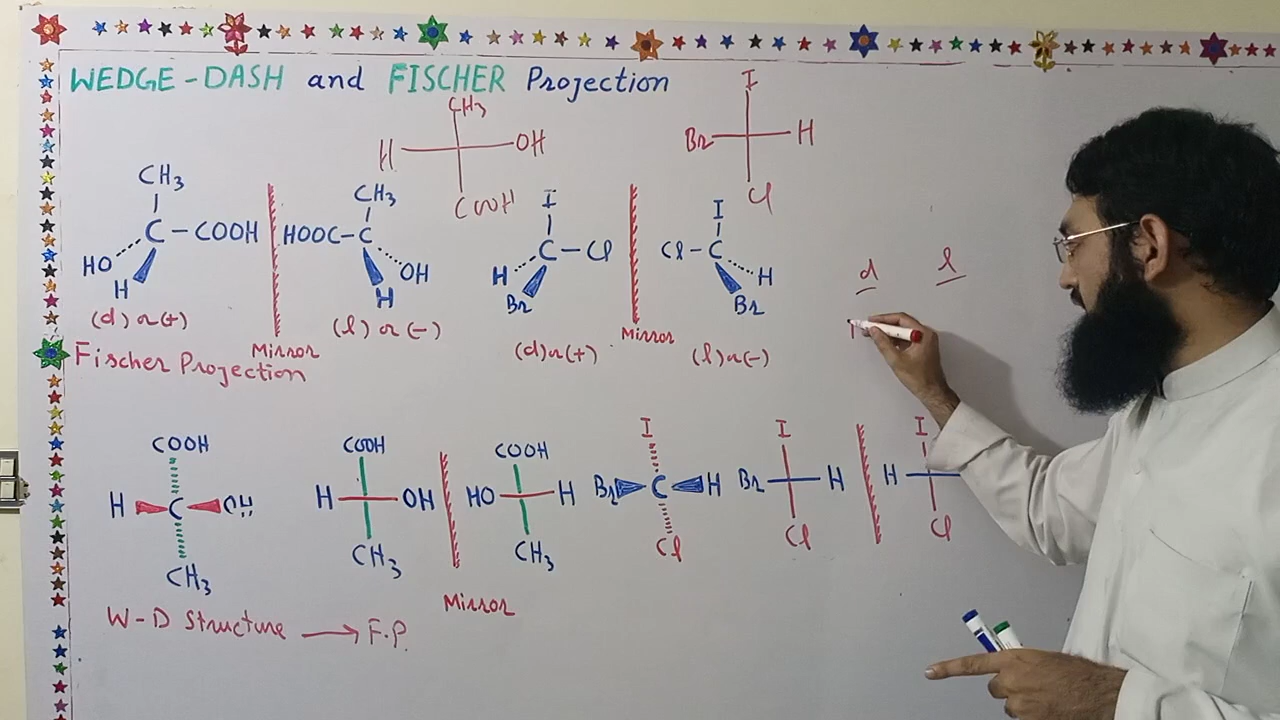 WEDGE-DASH and FISCHER Projection
CH3
H OH
COOH
I
Br H
Cl
CH3
C-COOH
HO
H
(d) or (+)
Mirror
CH3
HOOC-C
OH
H
(l) or (-)
I
C-Cl
H
Br
(d) or (+)
Mirror
I
Cl-C
H
Br
(l) or (-)
d l
Fischer Projection
COOH
H C OH
CH3
COOH
H OH
CH3
COOH
HO H
CH3
Mirror
I
Br C H
Cl
I
Br H
Cl
I
H
Cl
W-D Structure → F.P.